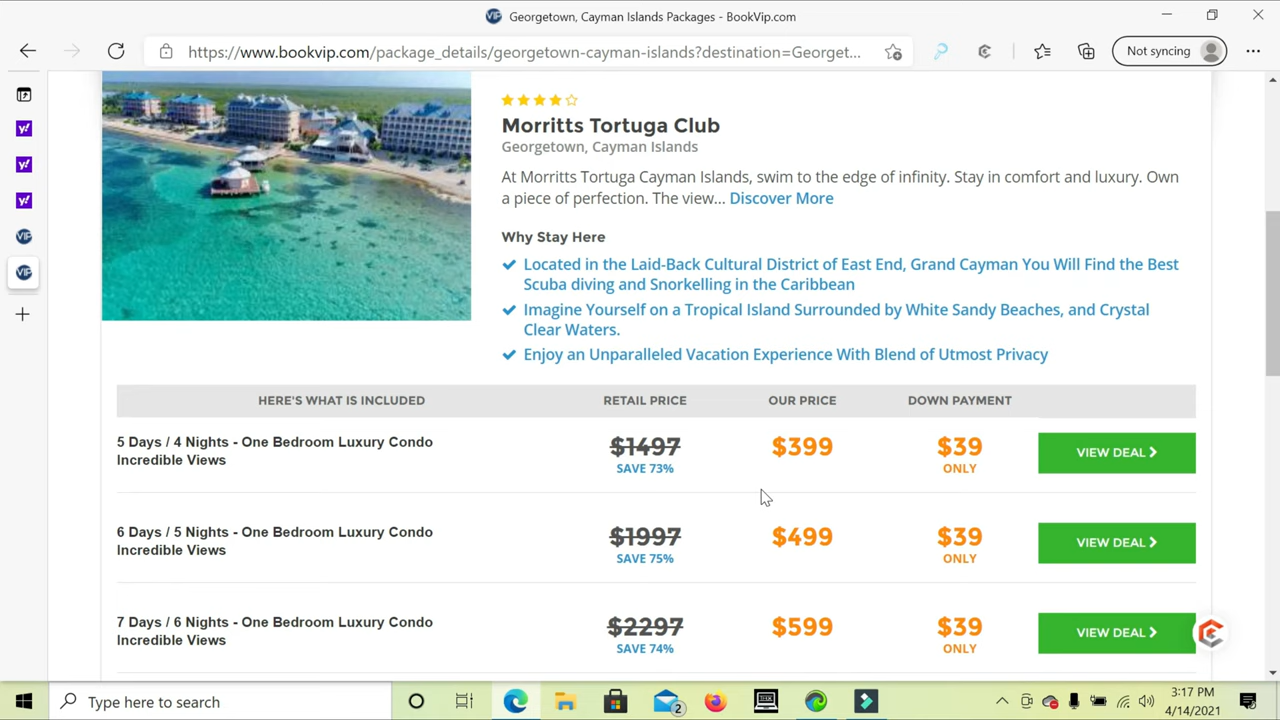 VIP Georgetown, Cayman Islands Packages - BookVip.com
https://www.bookvip.com/package_details/georgetown-cayman-islands?destination=Georget...
Not syncing
y!
y!
y!
VIP
VIP
Morritts Tortuga Club
Georgetown, Cayman Islands
At Morritts Tortuga Cayman Islands, swim to the edge of infinity. Stay in comfort and luxury. Own
a piece of perfection. The view... Discover More
Why Stay Here
Located in the Laid-Back Cultural District of East End, Grand Cayman You Will Find the Best
Scuba diving and Snorkelling in the Caribbean
Imagine Yourself on a Tropical Island Surrounded by White Sandy Beaches, and Crystal
Clear Waters.
Enjoy an Unparalleled Vacation Experience With Blend of Utmost Privacy
HERE'S WHAT IS INCLUDED RETAIL PRICE OUR PRICE DOWN PAYMENT
5 Days / 4 Nights - One Bedroom Luxury Condo
Incredible Views
$1497 $399 $39 VIEW DEAL
SAVE 73% ONLY
6 Days / 5 Nights - One Bedroom Luxury Condo
Incredible Views
$1997 $499 $39 VIEW DEAL
SAVE 75% ONLY
7 Days / 6 Nights - One Bedroom Luxury Condo
Incredible Views
$2297 $599 $39 VIEW DEAL
SAVE 74% ONLY
Type here to search
2
3:17 PM
4/14/2021